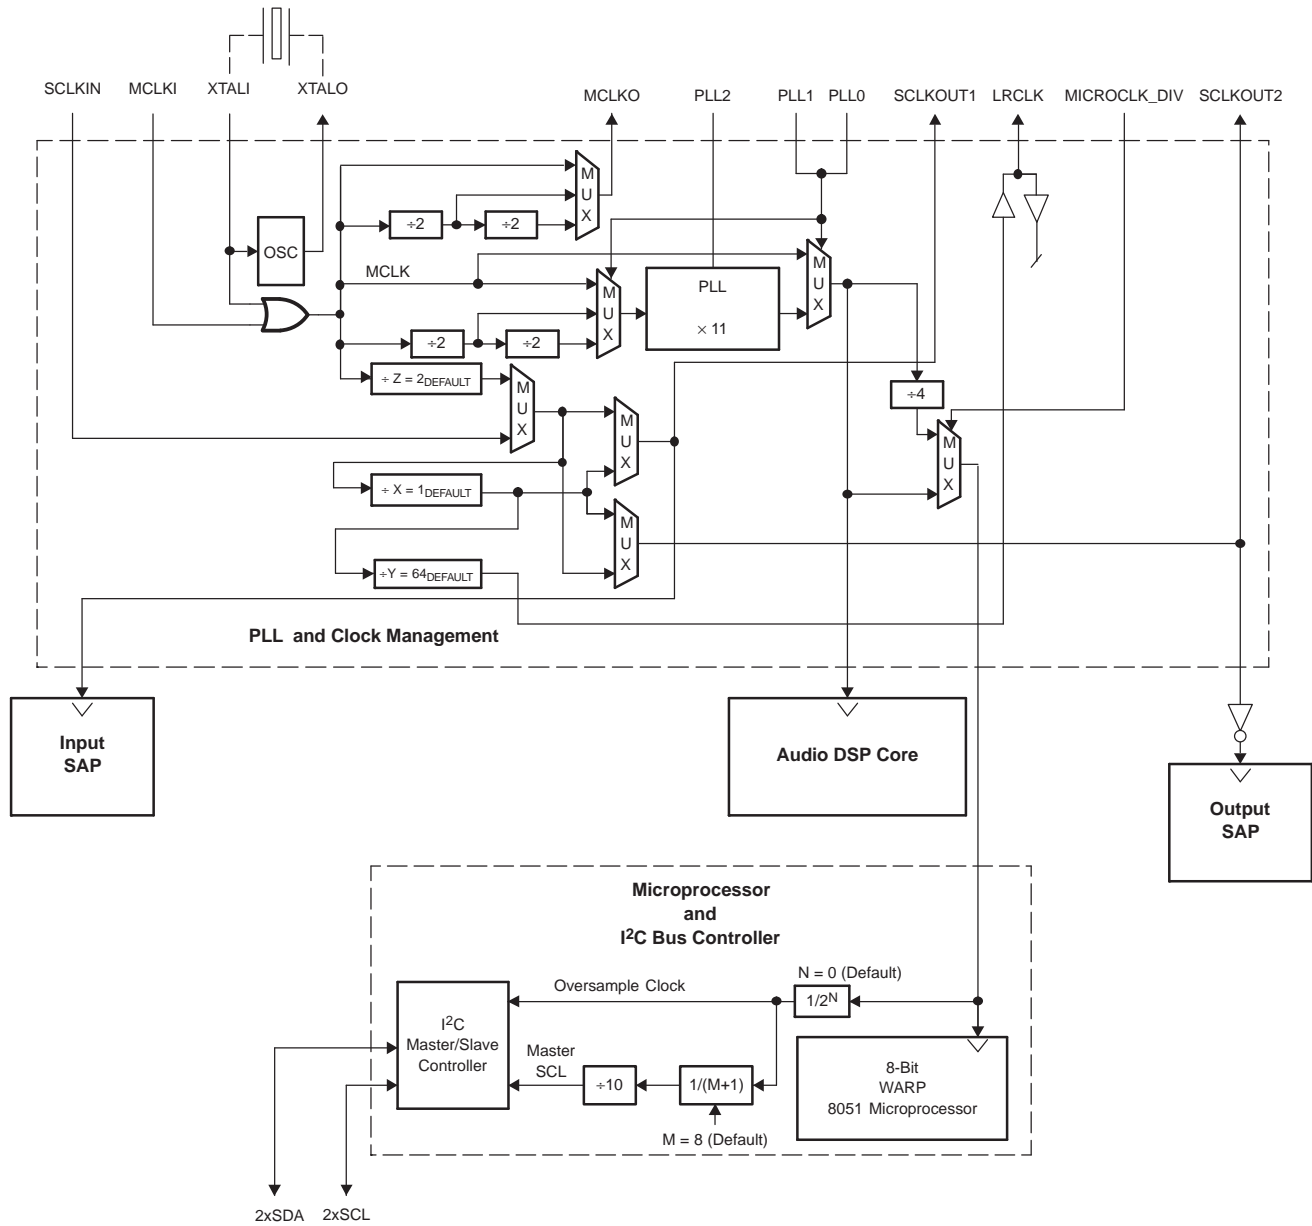 SCLKIN
MCLKI
XTALI
XTALO
MCLKO
PLL2
PLL1
PLL0
SCLKOUT1
LRCLK
MICROCLK_DIV
SCLKOUT2
M
U
X
÷2
÷2
OSC
MCLK
M
U
X
PLL
× 11
M
U
X
÷2
÷2
÷ Z = 2DEFAULT
M
U
X
÷4
M
U
X
M
U
X
÷ X = 1DEFAULT
M
U
X
÷Y = 64DEFAULT
PLL and Clock Management
Input
SAP
Audio DSP Core
Output
SAP
Microprocessor
and
I2C Bus Controller
N = 0 (Default)
Oversample Clock
1/2N
I2C
Master/Slave
Controller
Master
SCL
÷10
1/(M+1)
M = 8 (Default)
8-Bit
WARP
8051 Microprocessor
2xSDA
2xSCL